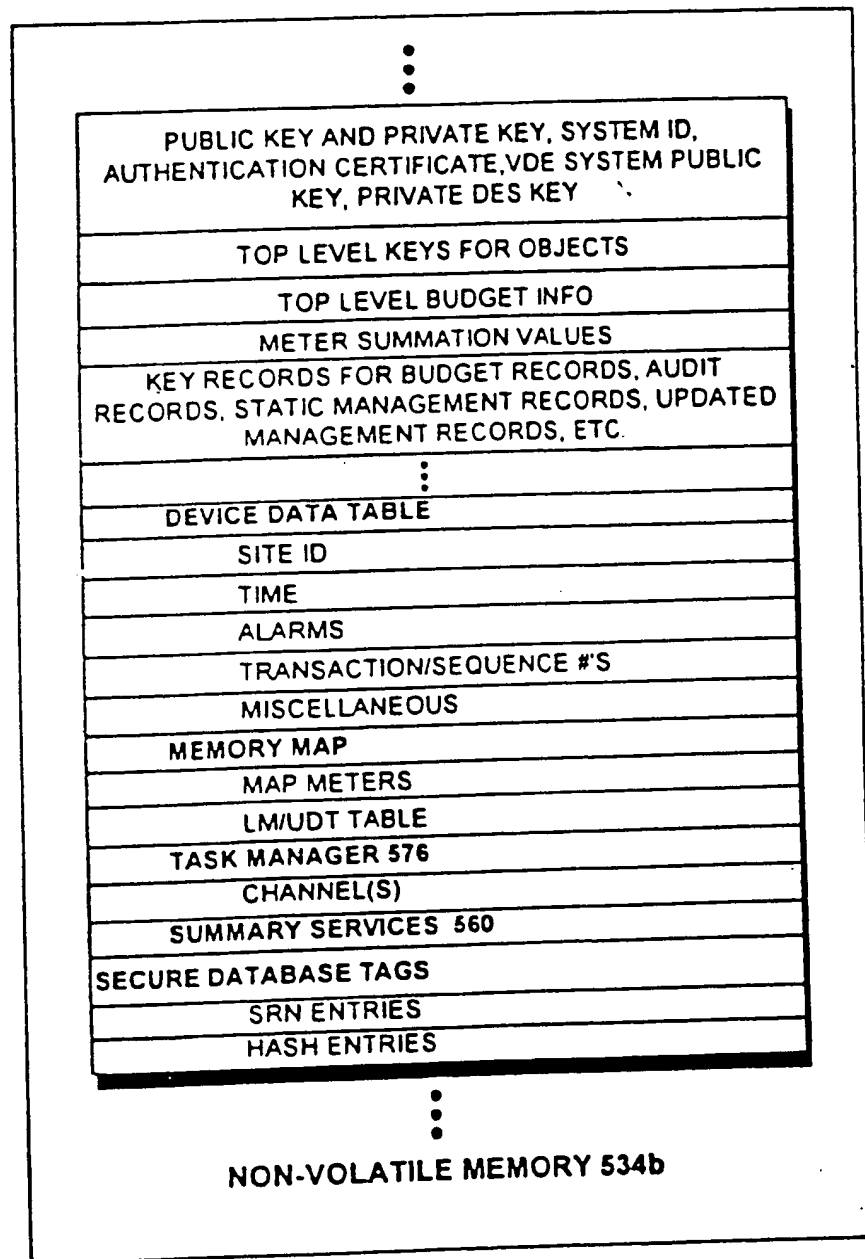 PUBLIC KEY AND PRIVATE KEY, SYSTEM ID,
AUTHENTICATION CERTIFICATE,VDE SYSTEM PUBLIC
KEY, PRIVATE DES KEY
TOP LEVEL KEYS FOR OBJECTS
TOP LEVEL BUDGET INFO
METER SUMMATION VALUES
KEY RECORDS FOR BUDGET RECORDS, AUDIT
RECORDS, STATIC MANAGEMENT RECORDS, UPDATED
MANAGEMENT RECORDS, ETC.
DEVICE DATA TABLE
SITE ID
TIME
ALARMS
TRANSACTION/SEQUENCE #'S
MISCELLANEOUS
MEMORY MAP
MAP METERS
LM/UDT TABLE
TASK MANAGER 576
CHANNEL(S)
SUMMARY SERVICES 560
SECURE DATABASE TAGS
SRN ENTRIES
HASH ENTRIES
NON-VOLATILE MEMORY 534b